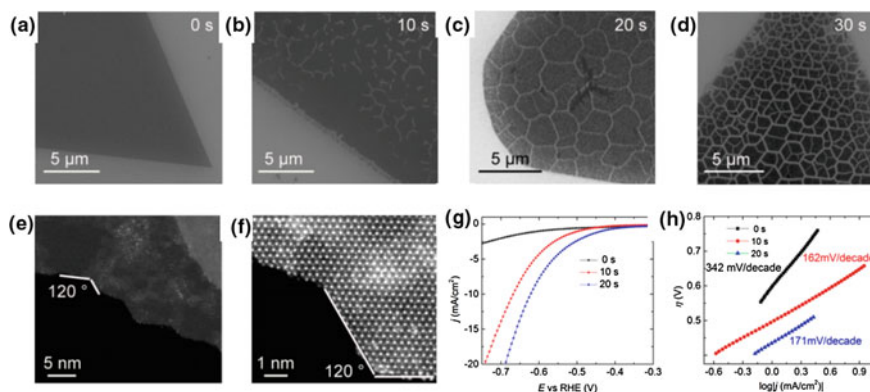 (a) 0 s
5 µm
(b) 10 s
5 µm
(c) 20 s
5 µm
(d) 30 s
5 µm
(e)
120 °
5 nm
(f)
120 °
1 nm
(g)
0
-5
-10
-15
-20
j (mA/cm²)
0 s
10 s
20 s
-0.7 -0.6 -0.5 -0.4 -0.3
E vs RHE (V)
(h)
0 s
10 s
20 s
0.8
0.7
0.6
0.5
0.4
η (V)
342
mV/decade
162mV/decade
171mV/decade
-0.6 -0.3 0.0 0.3 0.6 0.9
log[j (mA/cm²)]